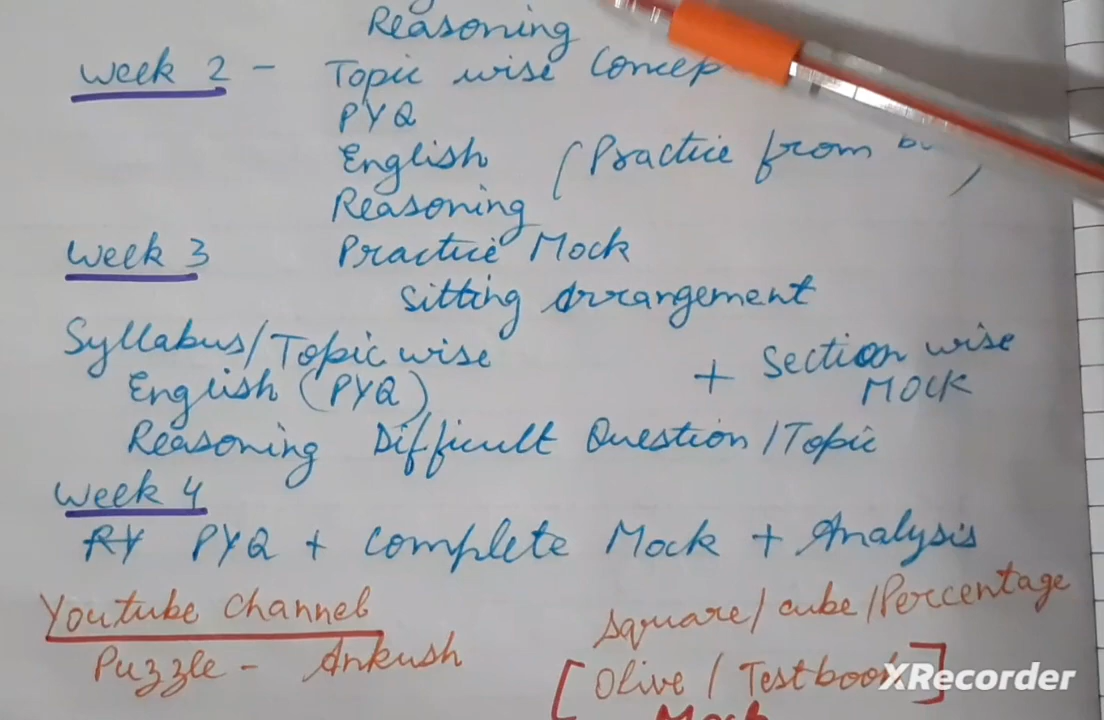 Reasoning
Week 2 - Topic wise Concep
PYQ
English (Practice from
Reasoning )
Week 3 Practice Mock
Sitting Arrangement
Syllabus/Topic wise + Section wise
English (PYQ) MOCK
Reasoning Difficult Question/Topic
Week 4
RY PYQ + Complete Mock + Analysis
Youtube Channel Square/cube/Percentage
Puzzle - Ankush [Olive / Testbook]
XRecorder
Mock